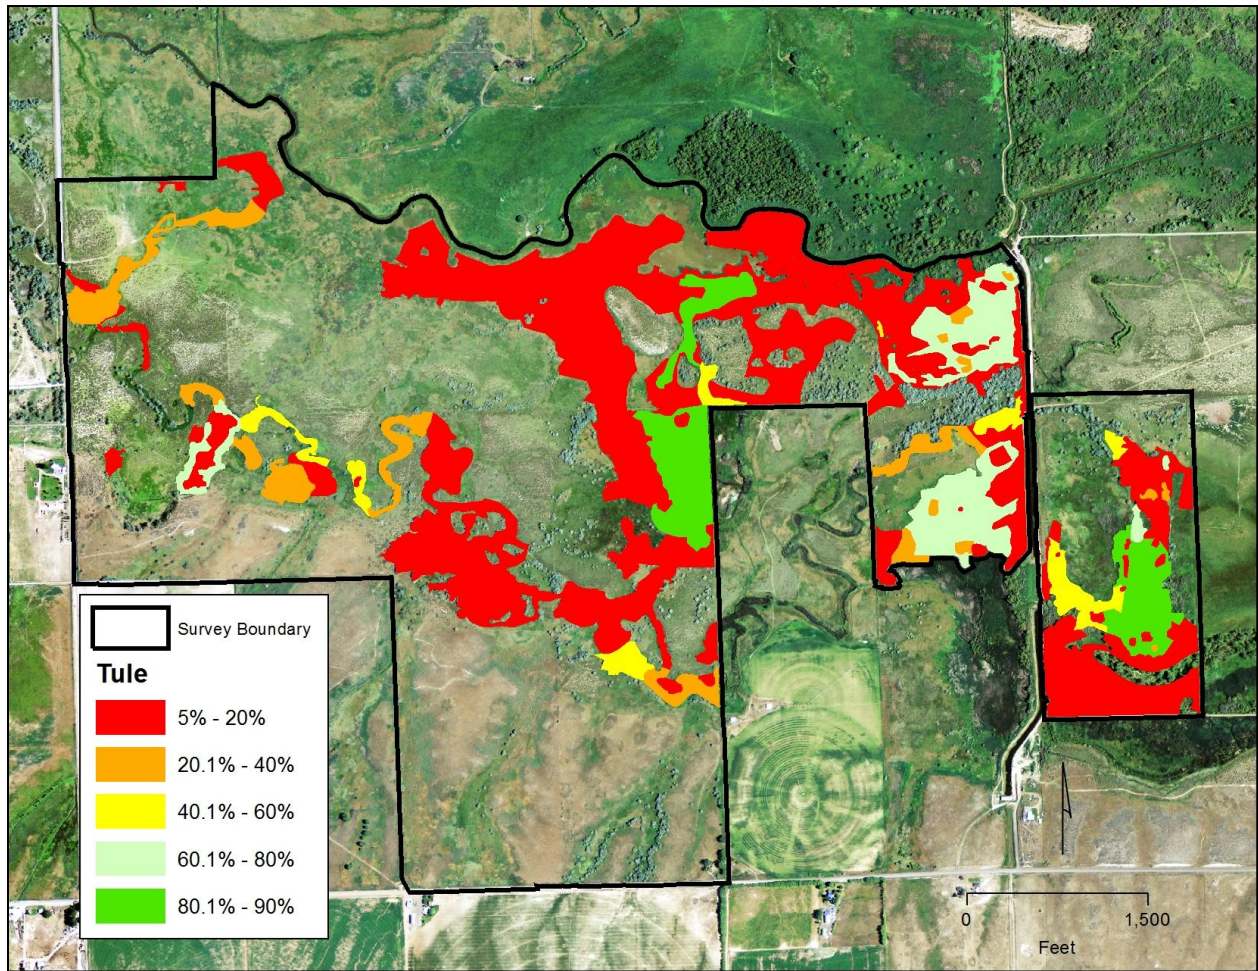 Survey Boundary
Tule
5% - 20%
20.1% - 40%
40.1% - 60%
60.1% - 80%
80.1% - 90%
0 1,500
Feet